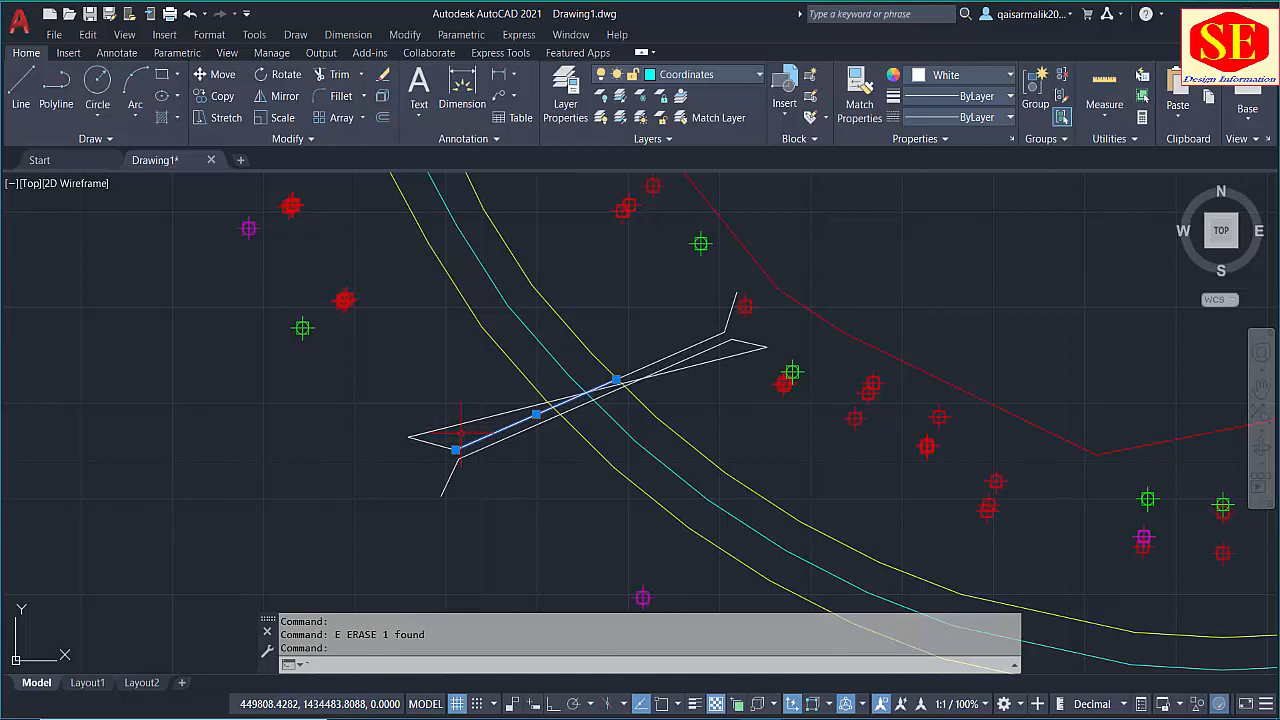 Autodesk AutoCAD 2021 Drawing1.dwg
Type a keyword or phrase
qaisarmalik20...
SE
Design Information
File Edit View Insert Format Tools Draw Dimension Modify Express Window Help
Home Insert Annotate Parametric View Manage Output Add-ins Collaborate Express Tools Featured Apps
Line Polyline Circle Arc
Move Rotate Trim
Copy Mirror Fillet
Stretch Scale Array
Text Dimension Table
Layer Properties
Coordinates
Match Layer
Insert
Match Properties
White
ByLayer
ByLayer
Group
Measure
Paste
Base
Draw Modify Annotation Layers Block Properties Groups Utilities Clipboard View
Start Drawing1*
[−][Top][2D Wireframe]
N
W TOP E
S
WCS
Y
X
Command:
Command: E ERASE 1 found
Command:
Model Layout1 Layout2
449808.4282, 1434483.8088, 0.0000 MODEL 1:1/100% Decimal